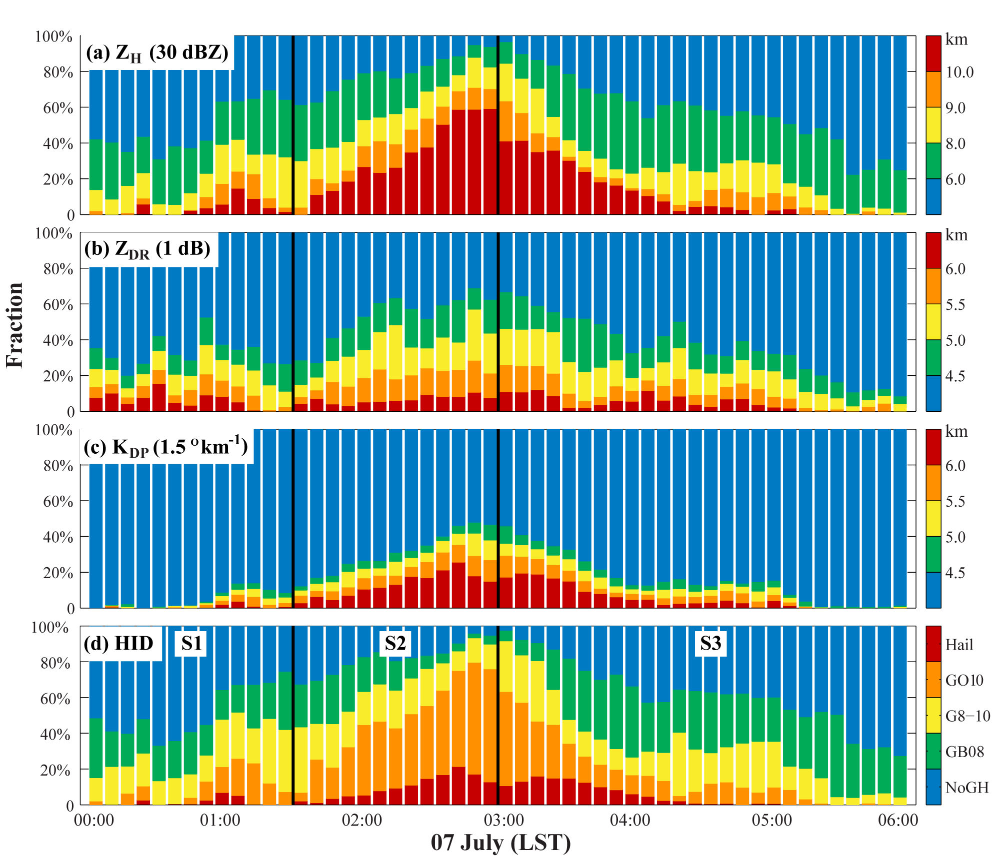 Fraction
(a) ZH (30 dBZ)
100%
80%
60%
40%
20%
0
km
10.0
9.0
8.0
6.0
(b) ZDR (1 dB)
100%
80%
60%
40%
20%
0
km
6.0
5.5
5.0
4.5
(c) KDP (1.5 °km-1)
100%
80%
60%
40%
20%
0
km
6.0
5.5
5.0
4.5
(d) HID
S1
S2
S3
100%
80%
60%
40%
20%
0
Hail
GO10
G8−10
GB08
NoGH
00:00 01:00 02:00 03:00 04:00 05:00 06:00
07 July (LST)